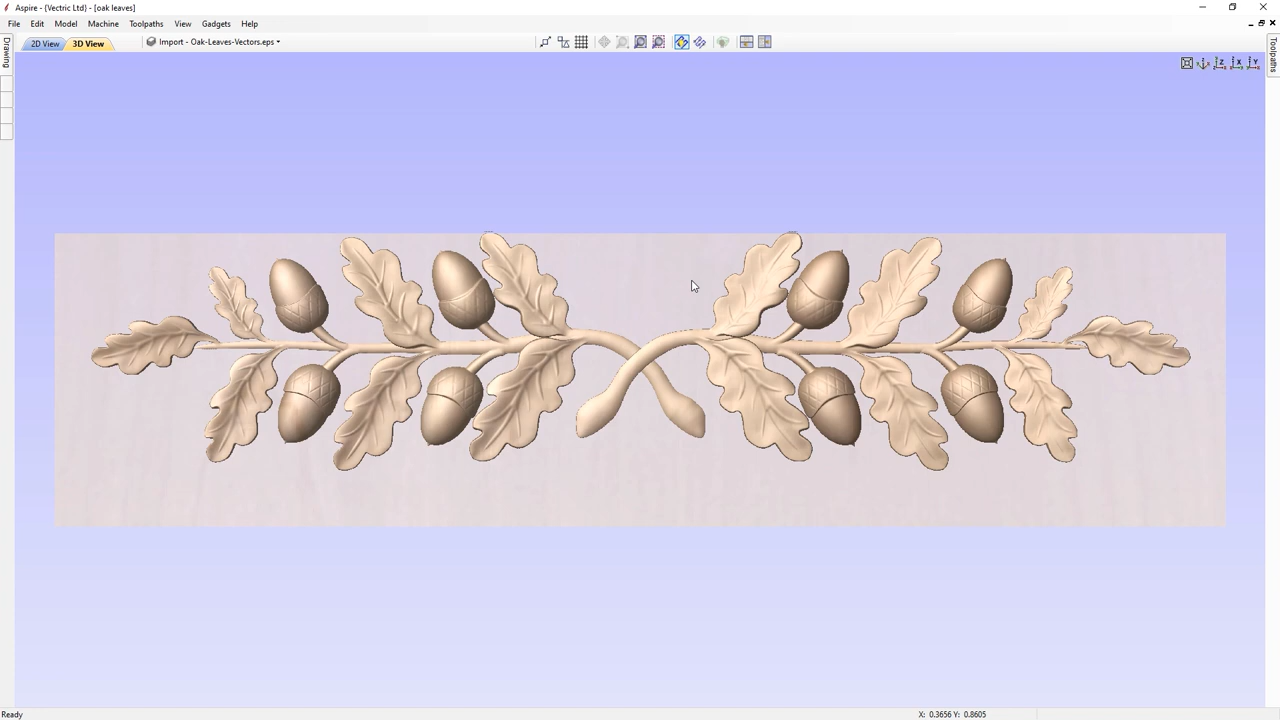 Aspire - {Vectric Ltd} - [oak leaves]
File Edit Model Machine Toolpaths View Gadgets Help
2D View 3D View Import - Oak-Leaves-Vectors.eps
Drawing
Toolpaths
Z X Y
Ready X: 0.3656 Y: 0.8605